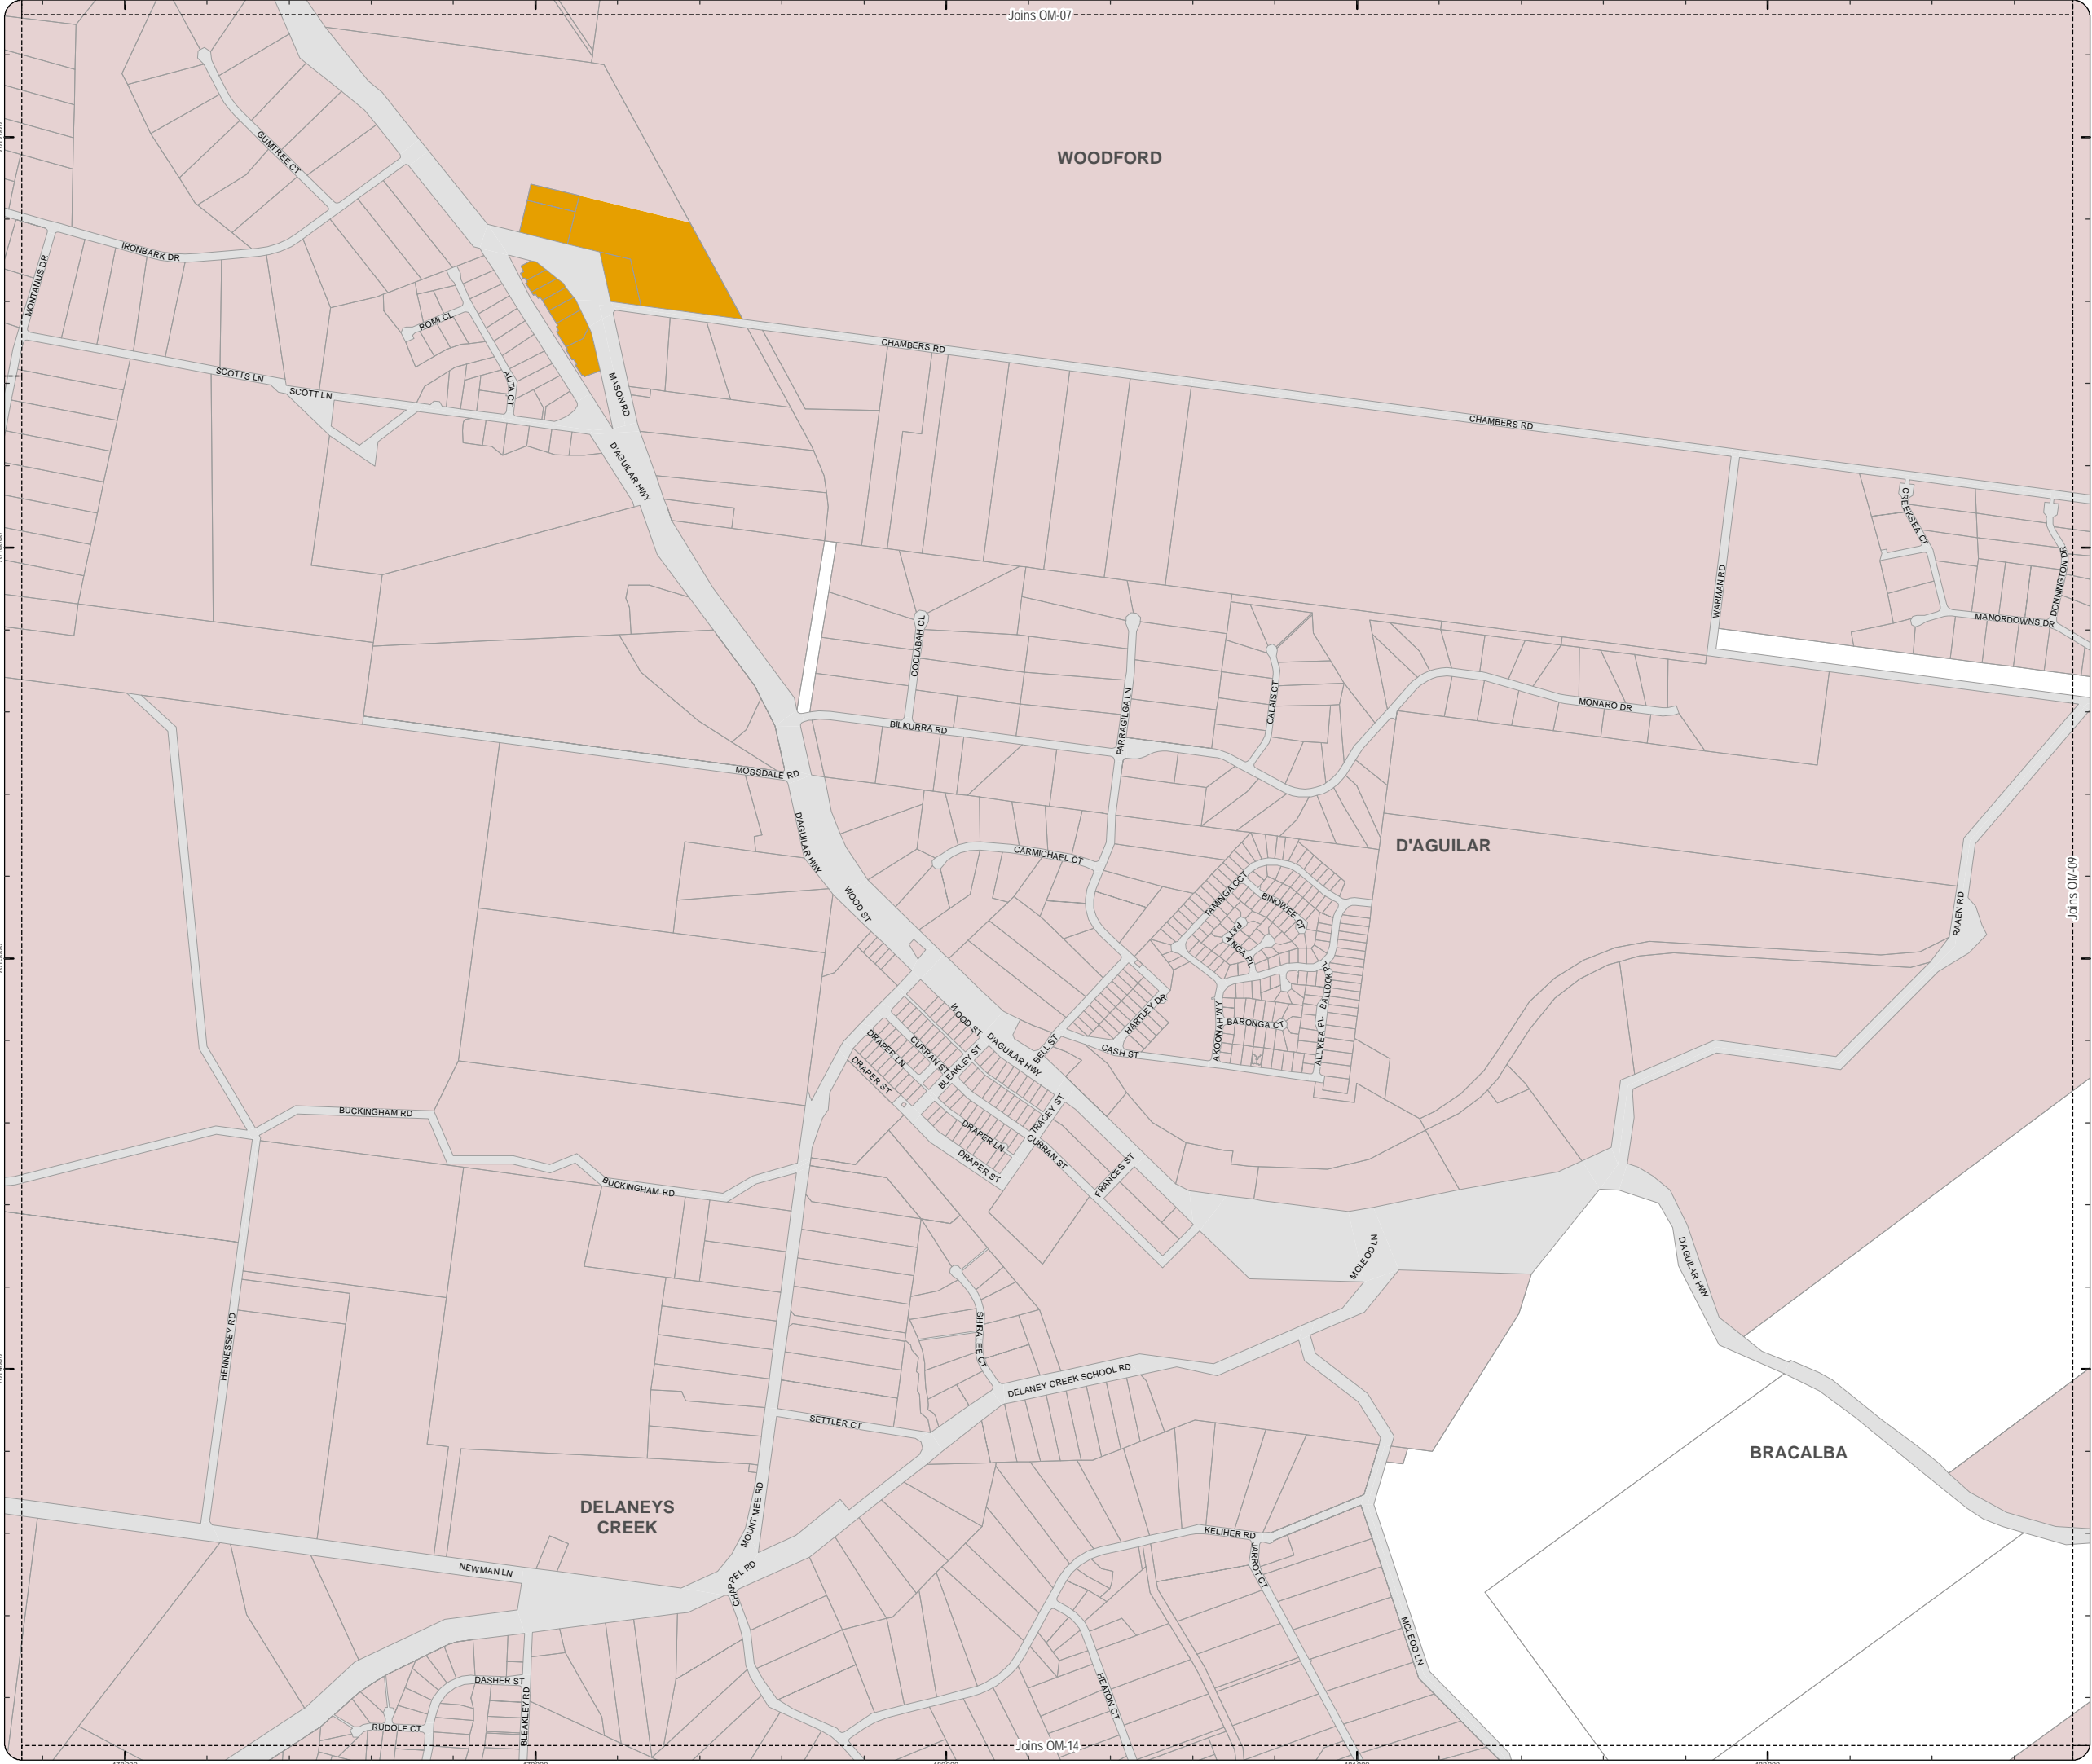 Joins OM-07
WOODFORD
GUMTREE CT
IRONBARK DR
MONTANUS DR
ROMI CL
ALITA CT
SCOTTS LN
SCOTT LN
MASON RD
CHAMBERS RD
CHAMBERS RD
D'AGUILAR HWY
CREEKSEA CT
DONNINGTON DR
WARMAN RD
MANORDOWNS DR
COOLABAH CL
PARRAGILGA LN
CALAIS CT
MONARO DR
BILKURRA RD
MOSSDALE RD
D'AGUILAR HWY
D'AGUILAR
CARMICHAEL CT
WOOD ST
TAMINGA CCT
BINOWEE CT
PATYA
NGA PL
RAAEN RD
Joins OM-09
BALLOOK PL
HARTLEY DR
AKOONAH WY
BARONGA CT
ALLKEA PL
WOOD ST
D'AGUILAR HWY
BELL ST
CASH ST
DRAPER LN
CURRAN ST
BLEAKLEY ST
DRAPER ST
TRACEY ST
DRAPER LN
CURRAN ST
DRAPER ST
FRANCES ST
BUCKINGHAM RD
BUCKINGHAM RD
MCLEOD LN
D'AGUILAR HWY
HENNESSEY RD
SHIRALEE CT
DELANEY CREEK SCHOOL RD
SETTLER CT
BRACALBA
DELANEYS
CREEK
MOUNT MEE RD
KELIHER RD
JARROT CT
NEWMAN LN
CHAPEL RD
MCLEOD LN
HEATON CT
DASHER ST
BLEAKLEY RD
RUDOLF CT
Joins OM-14